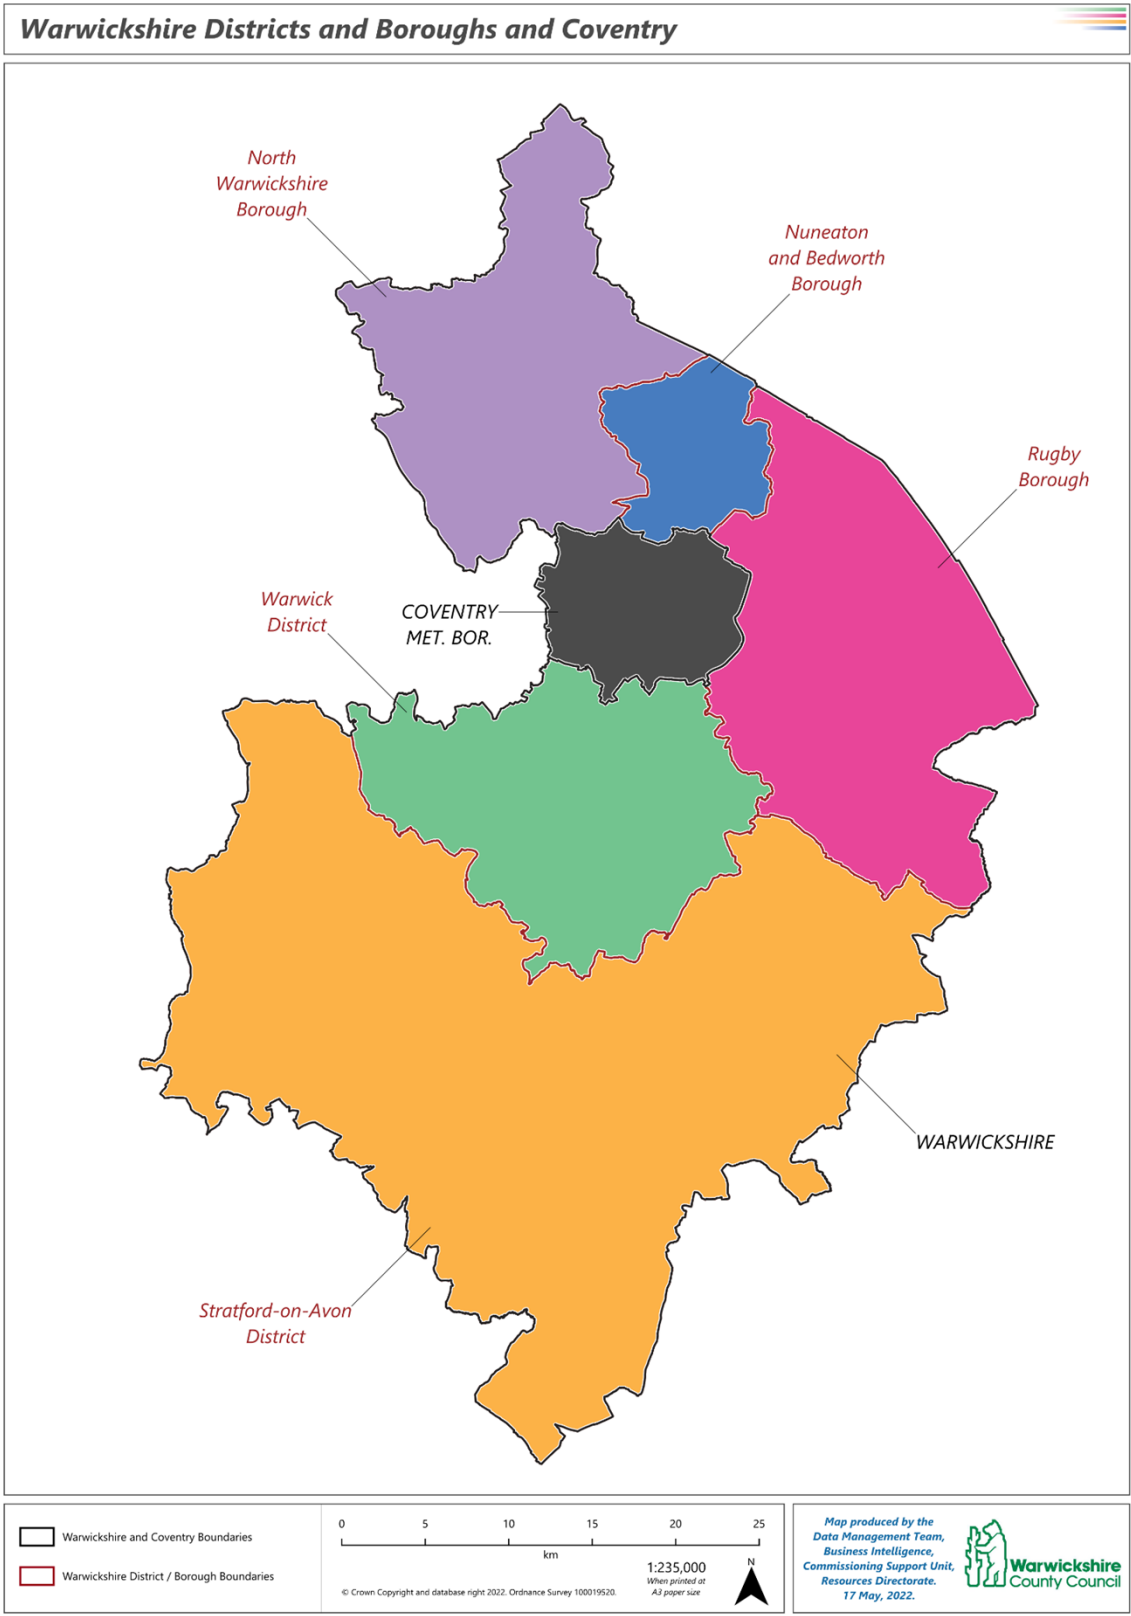 Warwickshire Districts and Boroughs and Coventry
North
Warwickshire
Borough
Nuneaton
and Bedworth
Borough
Rugby
Borough
Warwick
District
COVENTRY
MET. BOR.
WARWICKSHIRE
Stratford-on-Avon
District
Warwickshire and Coventry Boundaries
Warwickshire District / Borough Boundaries
0 5 10 15 20 25
km
1:235,000
When printed at
A3 paper size
N
© Crown Copyright and database right 2022. Ordnance Survey 100019520.
Map produced by the
Data Management Team,
Business Intelligence,
Commissioning Support Unit,
Resources Directorate.
17 May, 2022.
Warwickshire
County Council